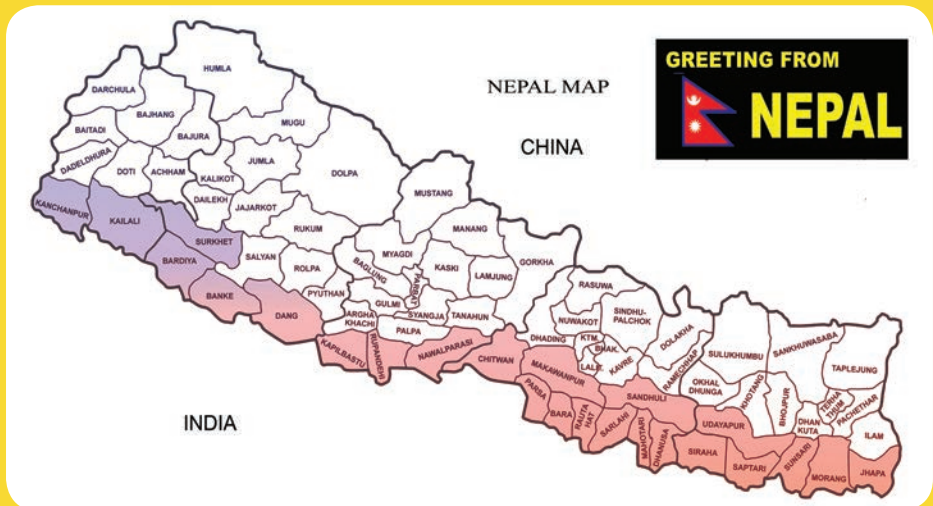 GREETING FROM
NEPAL
NEPAL MAP
CHINA
INDIA
HUMLA
DARCHULA
BAJHANG
BAITADI
BAJURA
MUGU
DADELDHURA
DOTI
ACHHAM
KALIKOT
JUMLA
DOLPA
DAILEKH
JAJARKOT
MUSTANG
KANCHANPUR
KAILALI
SURKHET
RUKUM
MANANG
BARDIYA
SALYAN
ROLPA
MYAGDI
BAGLUNG
PARBAT
KASKI
LAMJUNG
GORKHA
BANKE
DANG
PYUTHAN
GULMI
SYANGJA
TANAHUN
ARGHA
KHACHI
PALPA
RASUWA
NUWAKOT
SINDHU-
PALCHOK
DOLAKHA
KAPILBASTU
RUPANDEHI
NAWALPARASI
CHITWAN
DHADING
KTM.
BHAK.
LALIT.
KAVRE
RAMECHHAP
SULUKHUMBU
SANKHUWASABA
TAPLEJUNG
MAKAWANPUR
OKHAL
DHUNGA
KHOTANG
BHOJPUR
TERHA
THUM
PACHETHAR
PARSA
BARA
RAUTA
HAT
SARLAHI
SANDHULI
UDAYAPUR
DHAN
KUTA
ILAM
MAHOTARI
DHANUSA
SIRAHA
SAPTARI
SUNSARI
MORANG
JHAPA